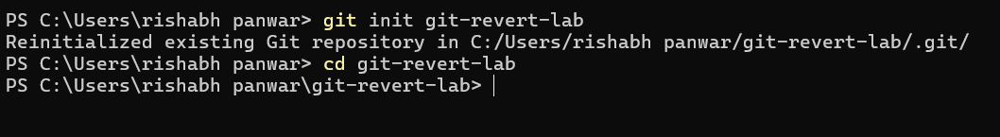 PS C:\Users\rishabh panwar> git init git-revert-lab
Reinitialized existing Git repository in C:/Users/rishabh panwar/git-revert-lab/.git/
PS C:\Users\rishabh panwar> cd git-revert-lab
PS C:\Users\rishabh panwar\git-revert-lab>